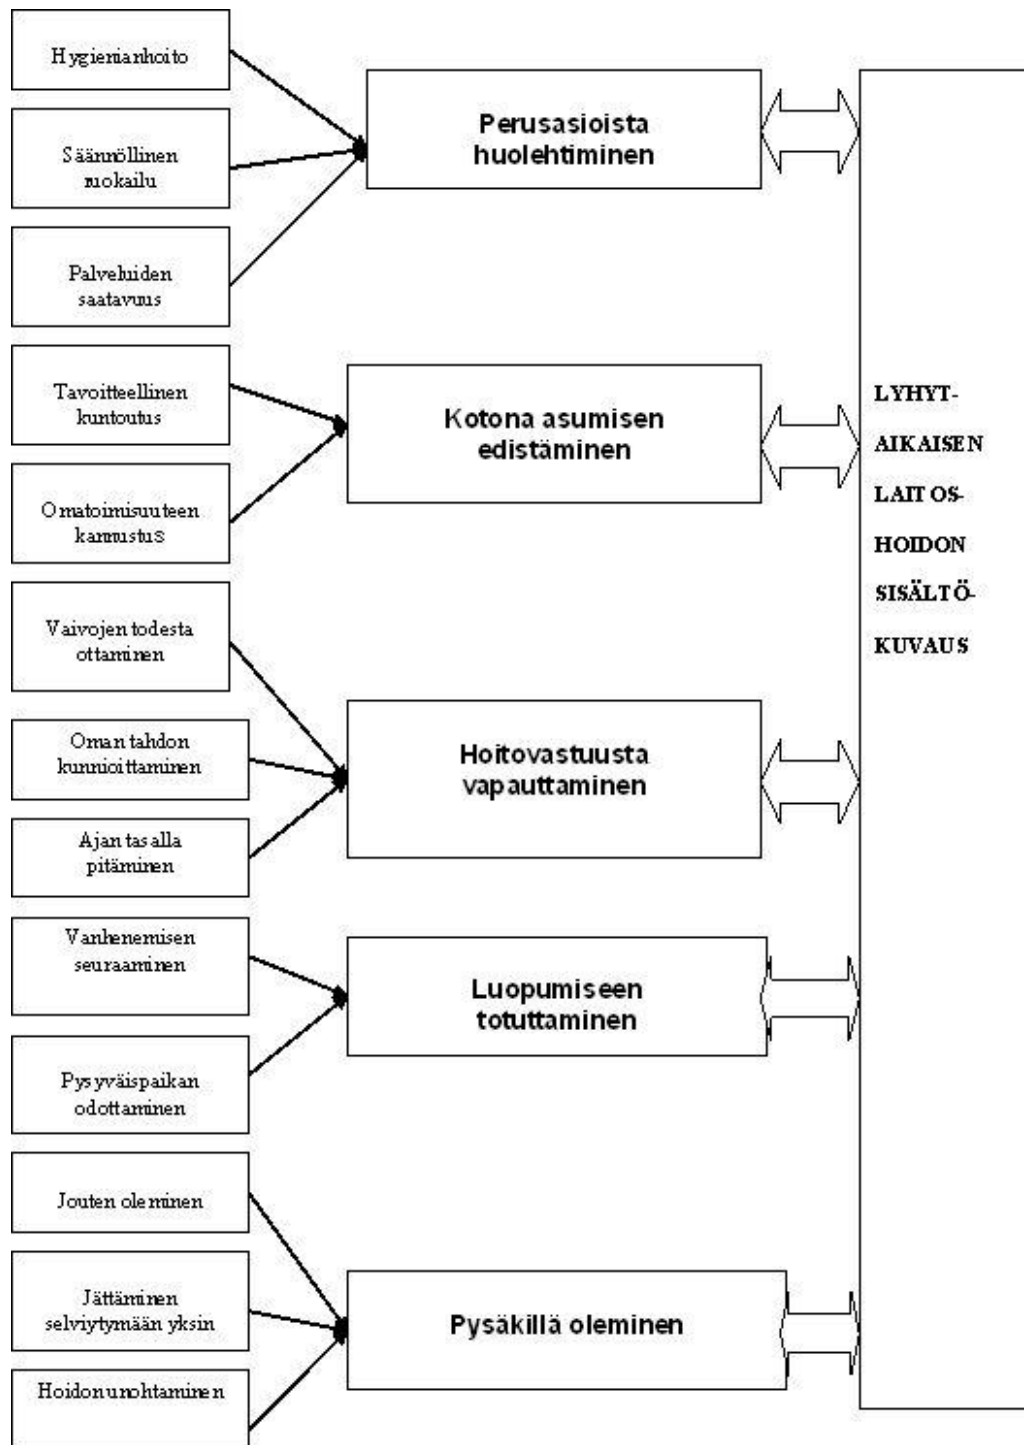 Hygienianhoito
Säännöllinen
ruokailu
Palveluiden
saatavuus
Perusasioista
huolehtiminen
Tavoitteellinen
kuntoutus
Omatoimisuuteen
kannustus
Kotona asumisen
edistäminen
Vaivojen todesta
ottaminen
Oman tahdon
kunnioittaminen
Ajan tasalla
pitäminen
Hoitovastuusta
vapauttaminen
Vanhenemisen
seuraaminen
Pysyväispaikan
odottaminen
Luopumiseen
totuttaminen
Jouten oleminen
Jättäminen
selviytymään yksin
Hoidon unohtaminen
Pysäkillä oleminen
LYHYT-
AIKAISEN
LAITOS-
HOIDON
SISÄLTÖ-
KUVAUS